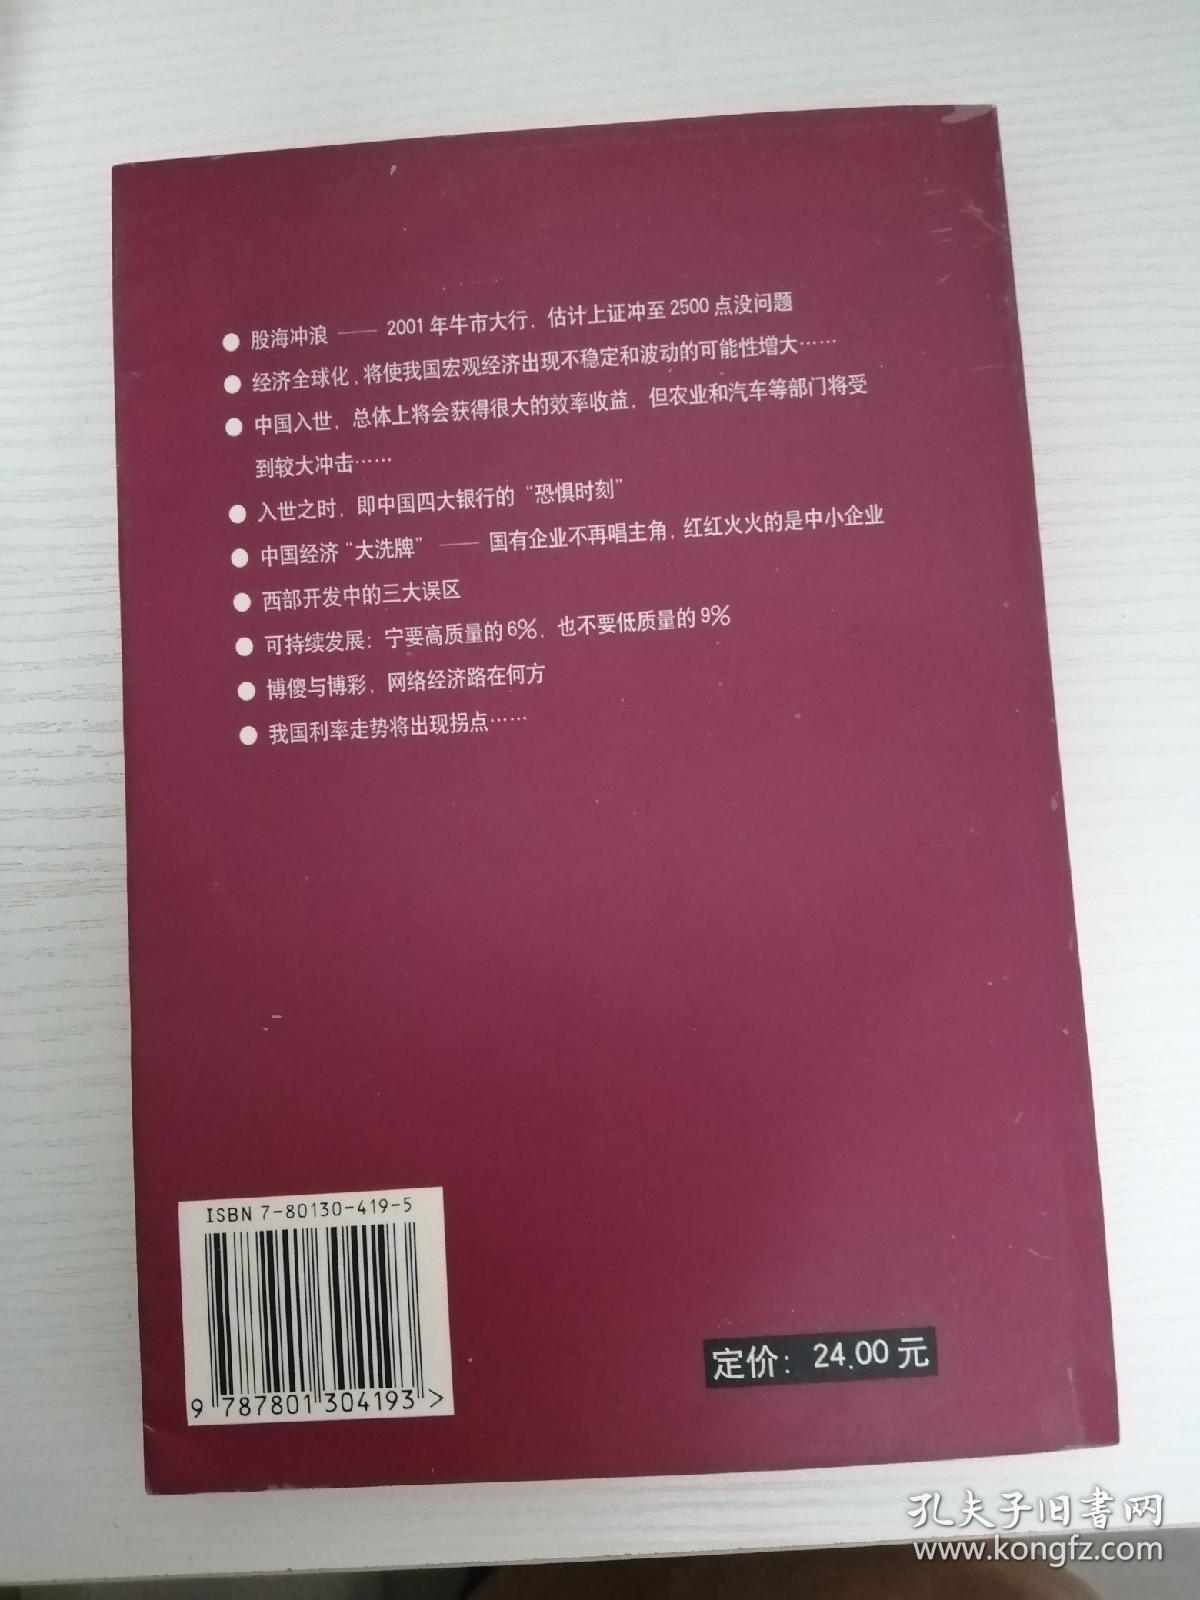 ● 股海冲浪 —— 2001年牛市大行，估计上证冲至2500点没问题
● 经济全球化，将使我国宏观经济出现不稳定和波动的可能性增大……
● 中国入世，总体上将会获得很大的效率收益，但农业和汽车等部门将受
到较大冲击……
● 入世之时，即中国四大银行的“恐惧时刻”
● 中国经济“大洗牌” —— 国有企业不再唱主角，红红火火的是中小企业
● 西部开发中的三大误区
● 可持续发展：宁要高质量的6%，也不要低质量的9%
● 博傻与博彩，网络经济路在何方
● 我国利率走势将出现拐点……
ISBN 7-80130-419-5
9 787801 304193 >
定价：24.00元
孔夫子旧书网
www.kongfz.com